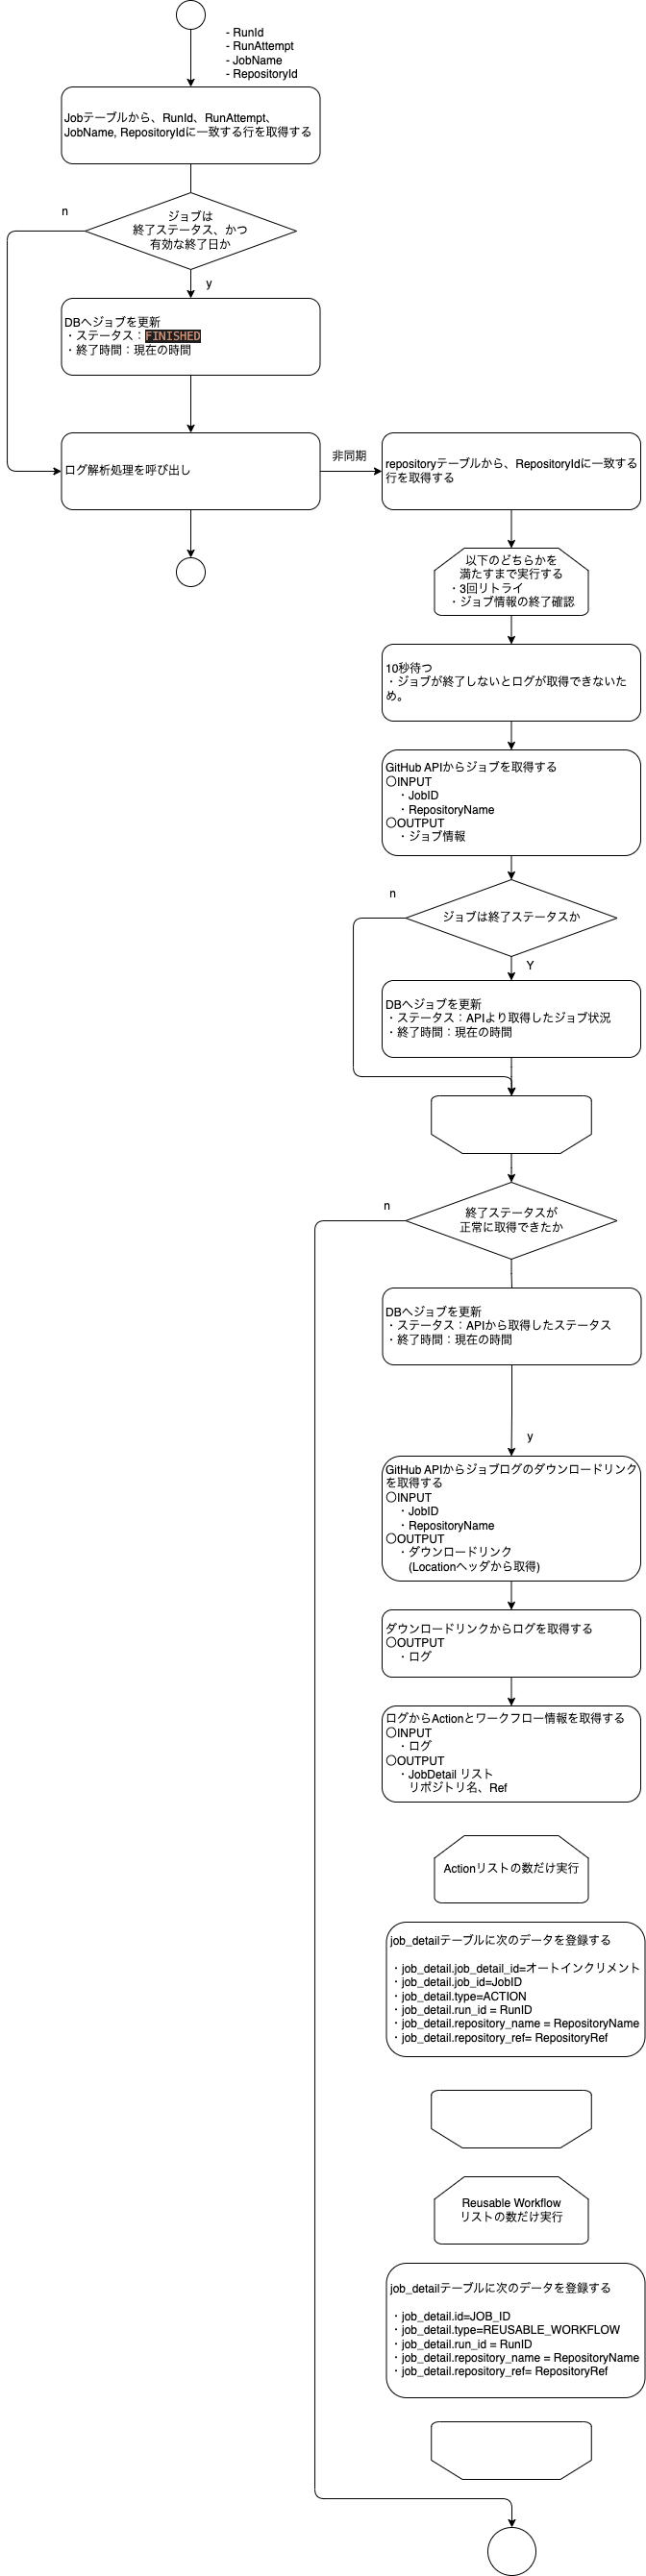 - RunId
- RunAttempt
- JobName
- RepositoryId
Jobテーブルから、RunId、RunAttempt、
JobName, RepositoryIdに一致する行を取得する
n
ジョブは
終了ステータス、かつ
有効な終了日か
y
DBへジョブを更新
・ステータス：FINISHED
・終了時間：現在の時間
ログ解析処理を呼び出し
非同期
repositoryテーブルから、RepositoryIdに一致する
行を取得する
以下のどちらかを
満たすまで実行する
・3回リトライ
・ジョブ情報の終了確認
10秒待つ
・ジョブが終了しないとログが取得できないた
め。
GitHub APIからジョブを取得する
〇INPUT
・JobID
・RepositoryName
〇OUTPUT
・ジョブ情報
n
ジョブは終了ステータスか
Y
DBへジョブを更新
・ステータス：APIより取得したジョブ状況
・終了時間：現在の時間
n
終了ステータスが
正常に取得できたか
DBへジョブを更新
・ステータス：APIから取得したステータス
・終了時間：現在の時間
y
GitHub APIからジョブログのダウンロードリンク
を取得する
〇INPUT
・JobID
・RepositoryName
〇OUTPUT
・ダウンロードリンク
(Locationヘッダから取得)
ダウンロードリンクからログを取得する
〇OUTPUT
・ログ
ログからActionとワークフロー情報を取得する
〇INPUT
・ログ
〇OUTPUT
・JobDetail リスト
リポジトリ名、Ref
Actionリストの数だけ実行
job_detailテーブルに次のデータを登録する
・job_detail.job_detail_id=オートインクリメント
・job_detail.job_id=JobID
・job_detail.type=ACTION
・job_detail.run_id = RunID
・job_detail.repository_name = RepositoryName
・job_detail.repository_ref= RepositoryRef
Reusable Workflow
リストの数だけ実行
job_detailテーブルに次のデータを登録する
・job_detail.id=JOB_ID
・job_detail.type=REUSABLE_WORKFLOW
・job_detail.run_id = RunID
・job_detail.repository_name = RepositoryName
・job_detail.repository_ref= RepositoryRef